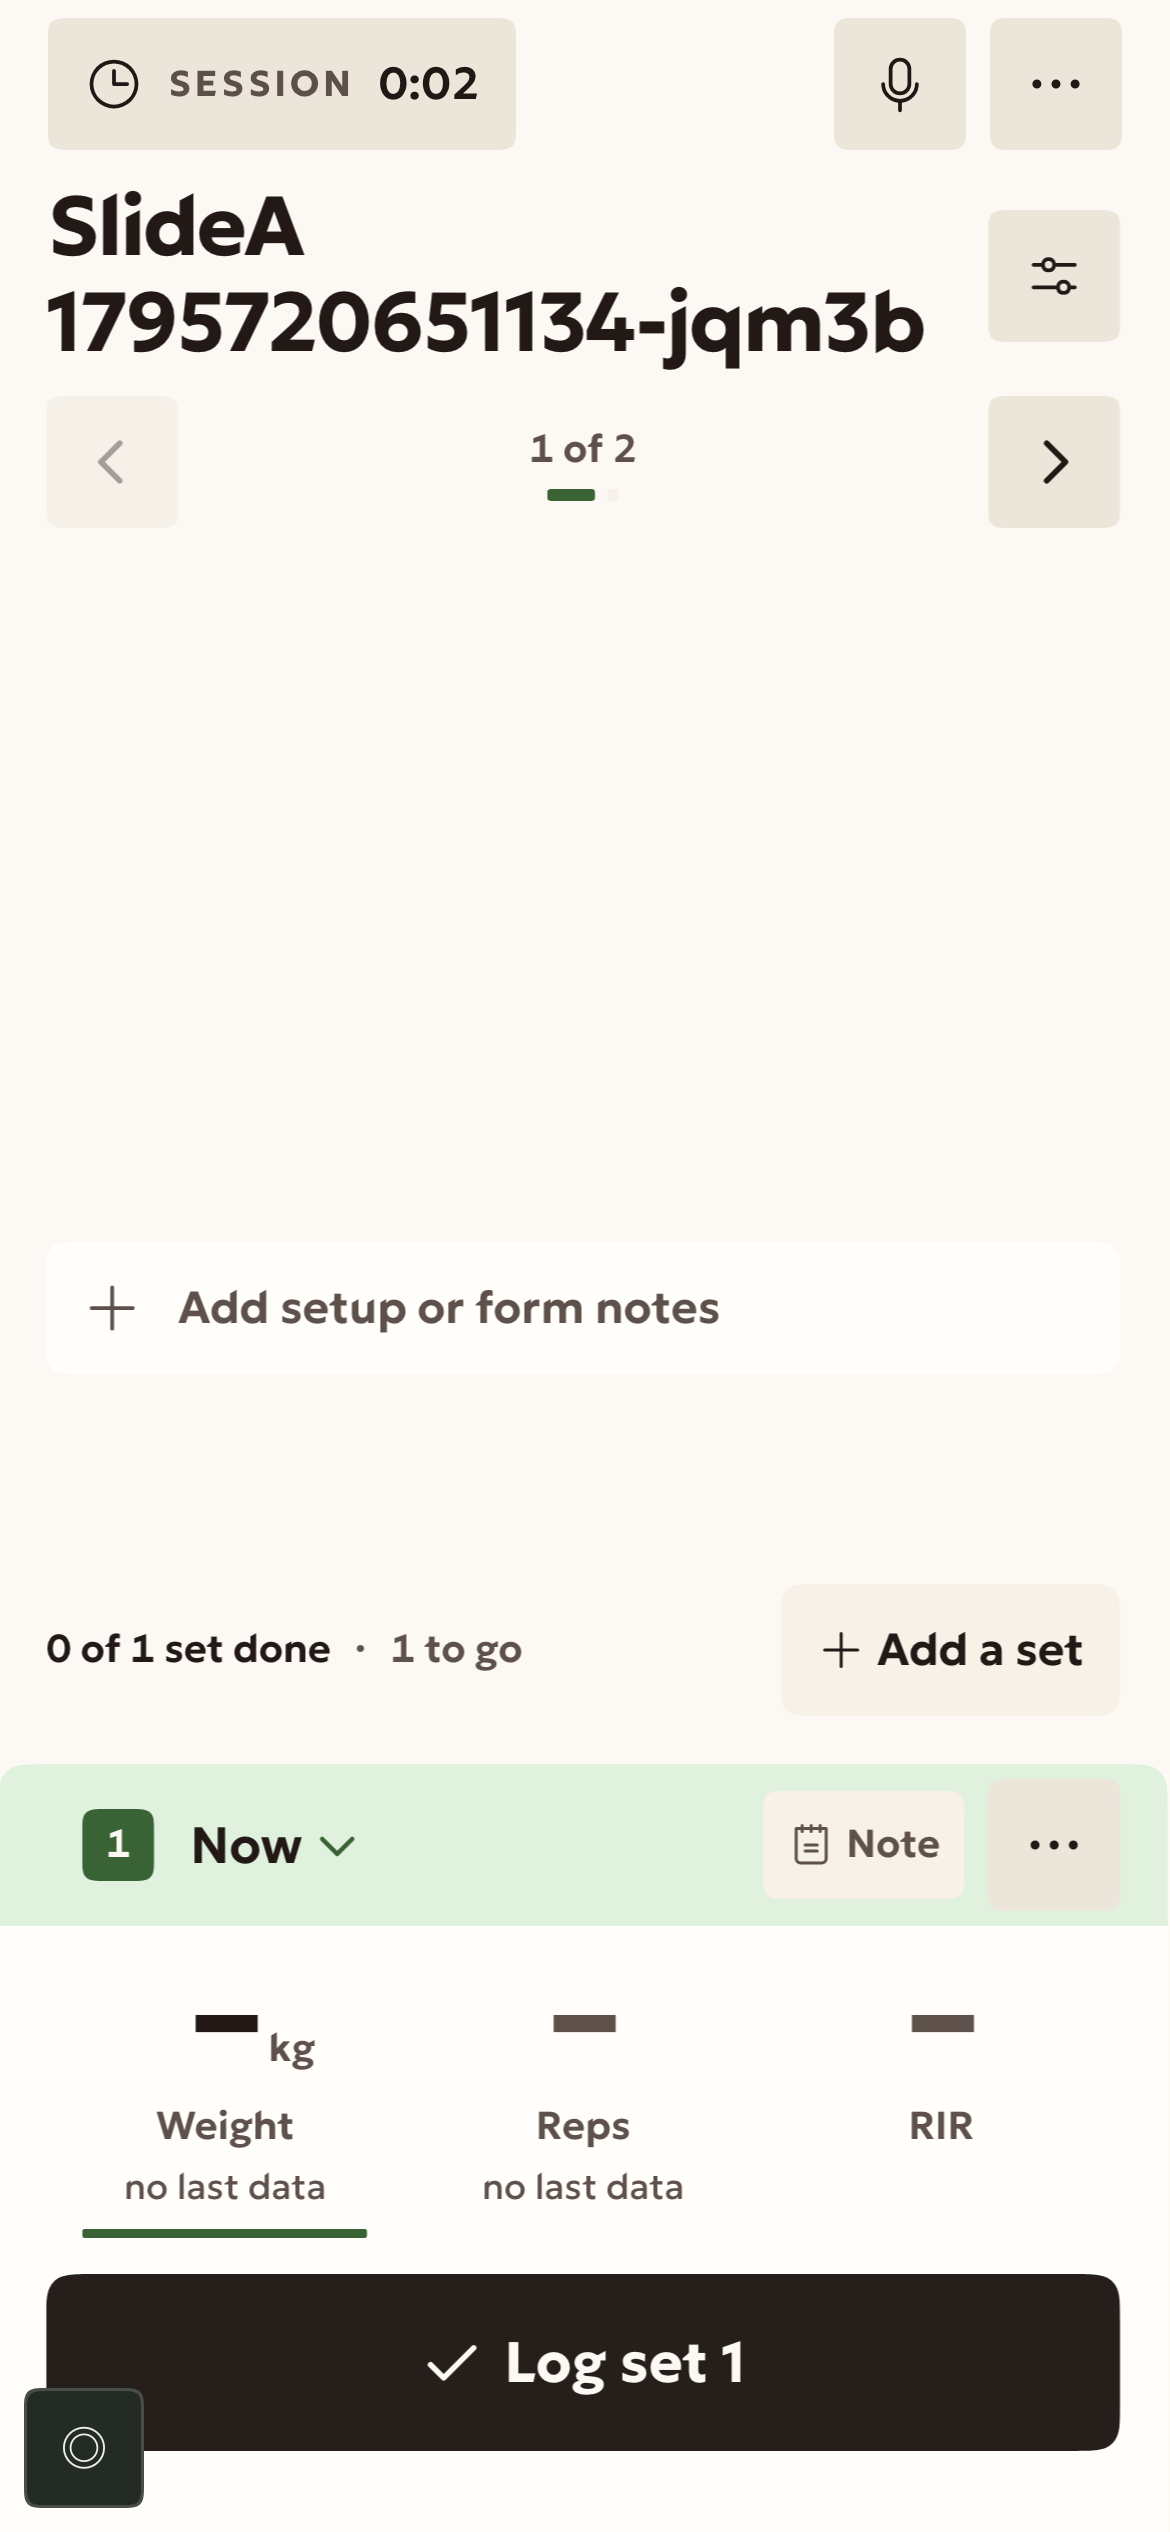 SESSION 0:02
SlideA
1795720651134-jqm3b
1 of 2
Add setup or form notes
0 of 1 set done · 1 to go
Add a set
1 Now
Note
– kg
–
–
Weight
Reps
RIR
no last data
no last data
Log set 1